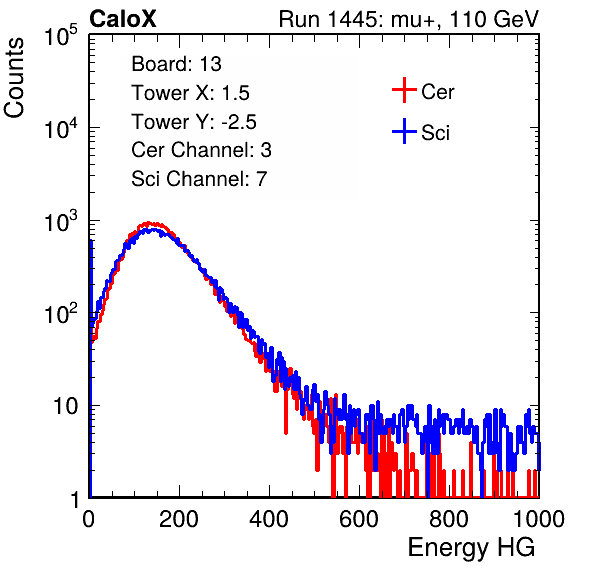 CaloX Run 1445: mu+, 110 GeV
Counts
Board: 13
Tower X: 1.5
Tower Y: -2.5
Cer Channel: 3
Sci Channel: 7
Cer
Sci
10^5
10^4
10^3
10^2
10
1
0 200 400 600 800 1000
Energy HG